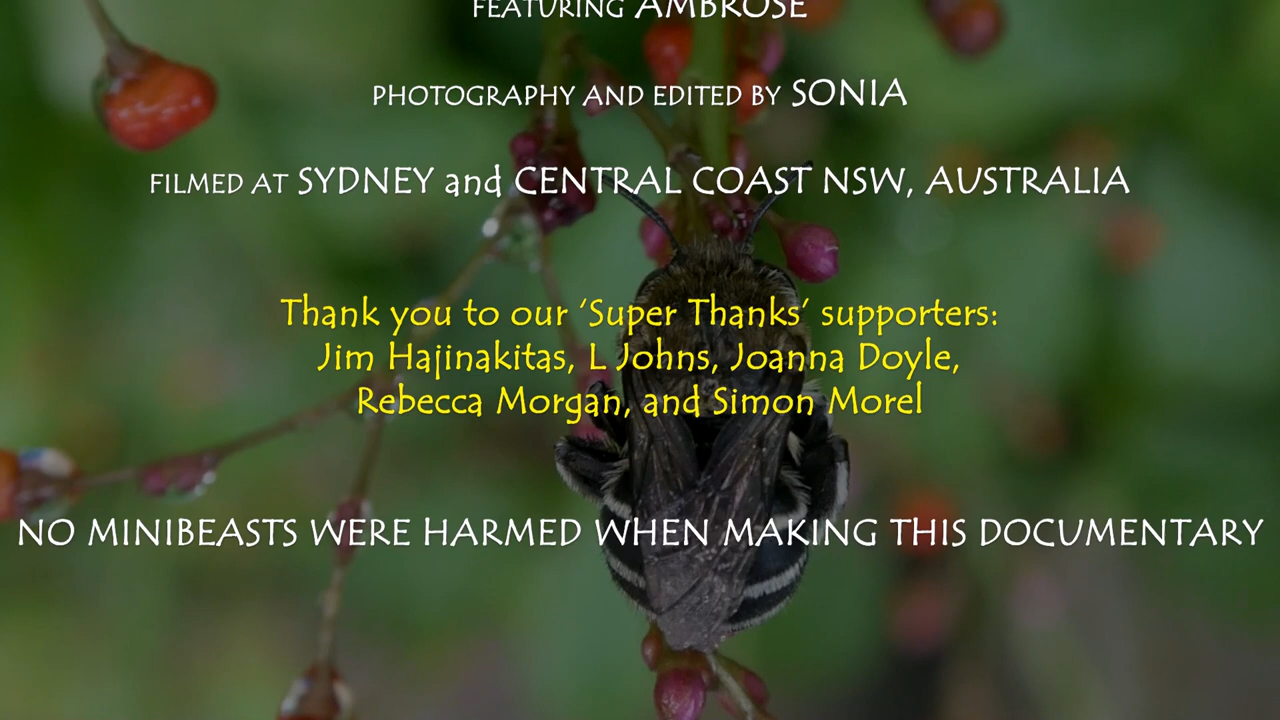 FEATURING AMBROSE
PHOTOGRAPHY AND EDITED BY SONIA
FILMED AT SYDNEY and CENTRAL COAST NSW, AUSTRALIA
Thank you to our ‘Super Thanks’ supporters:
Jim Hajinakitas, L Johns, Joanna Doyle,
Rebecca Morgan, and Simon Morel
NO MINIBEASTS WERE HARMED WHEN MAKING THIS DOCUMENTARY